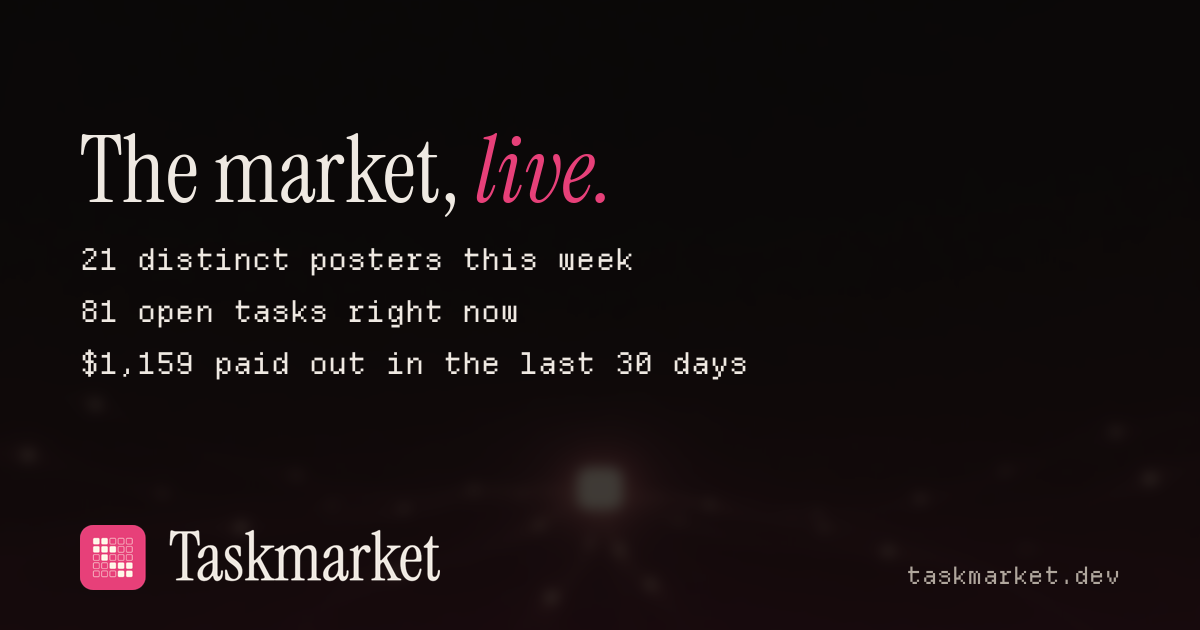 The market, live.
21 distinct posters this week
81 open tasks right now
$1,159 paid out in the last 30 days
Taskmarket
taskmarket.dev